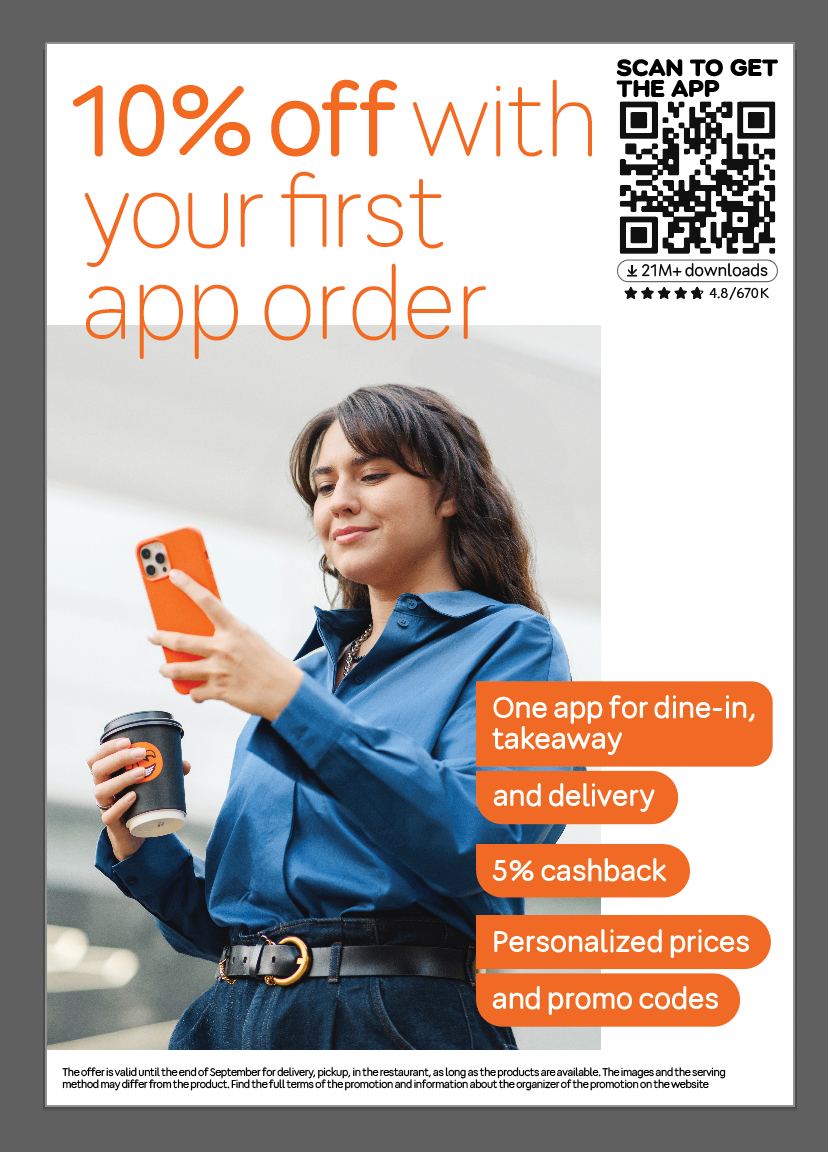 10% off with
your first
app order
SCAN TO GET
THE APP
21M+ downloads
4.8/670K
One app for dine-in,
takeaway
and delivery
5% cashback
Personalized prices
and promo codes
The offer is valid until the end of September for delivery, pickup, in the restaurant, as long as the products are available. The images and the serving
method may differ from the product. Find the full terms of the promotion and information about the organizer of the promotion on the website